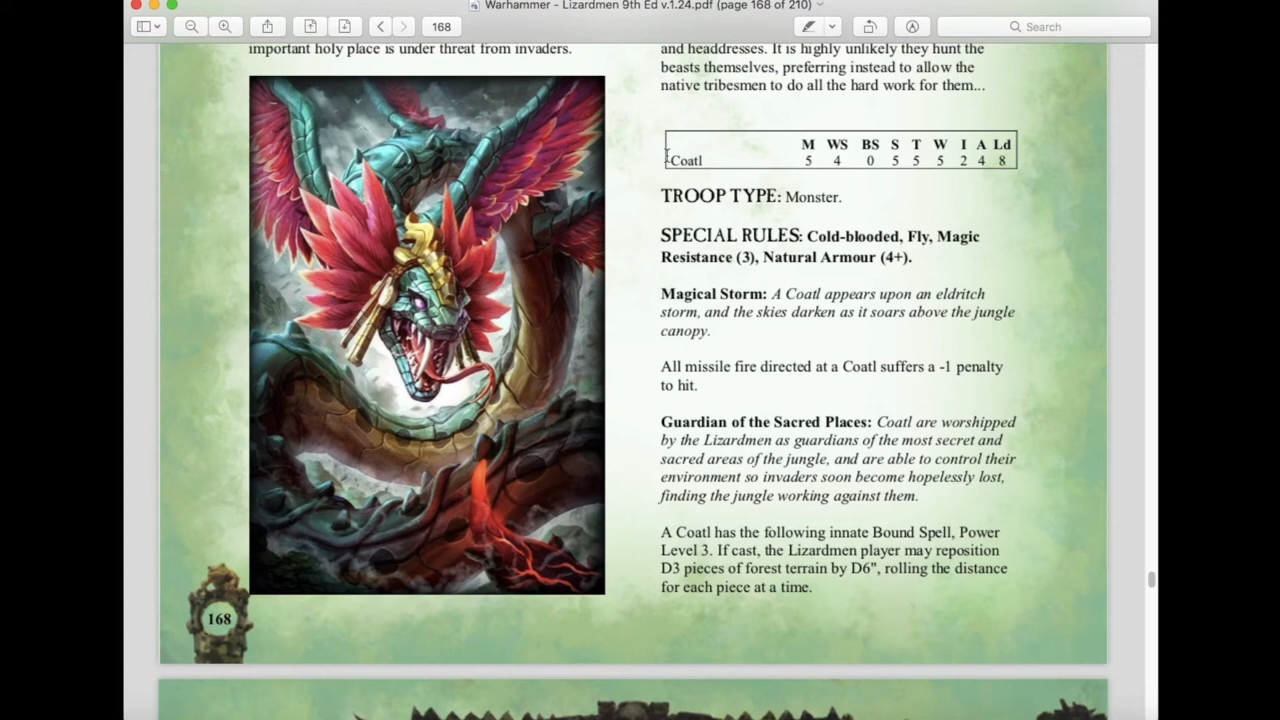 Warhammer - Lizardmen 9th Ed v.1.24.pdf (page 168 of 210)
168
Search
important holy place is under threat from invaders.
168
and headdresses. It is highly unlikely they hunt the
beasts themselves, preferring instead to allow the
native tribesmen to do all the hard work for them...
M WS BS S T W I A Ld
Coatl 5 4 0 5 5 5 2 4 8
TROOP TYPE: Monster.
SPECIAL RULES: Cold-blooded, Fly, Magic
Resistance (3), Natural Armour (4+).
Magical Storm: A Coatl appears upon an eldritch
storm, and the skies darken as it soars above the jungle
canopy.
All missile fire directed at a Coatl suffers a -1 penalty
to hit.
Guardian of the Sacred Places: Coatl are worshipped
by the Lizardmen as guardians of the most secret and
sacred areas of the jungle, and are able to control their
environment so invaders soon become hopelessly lost,
finding the jungle working against them.
A Coatl has the following innate Bound Spell, Power
Level 3. If cast, the Lizardmen player may reposition
D3 pieces of forest terrain by D6", rolling the distance
for each piece at a time.